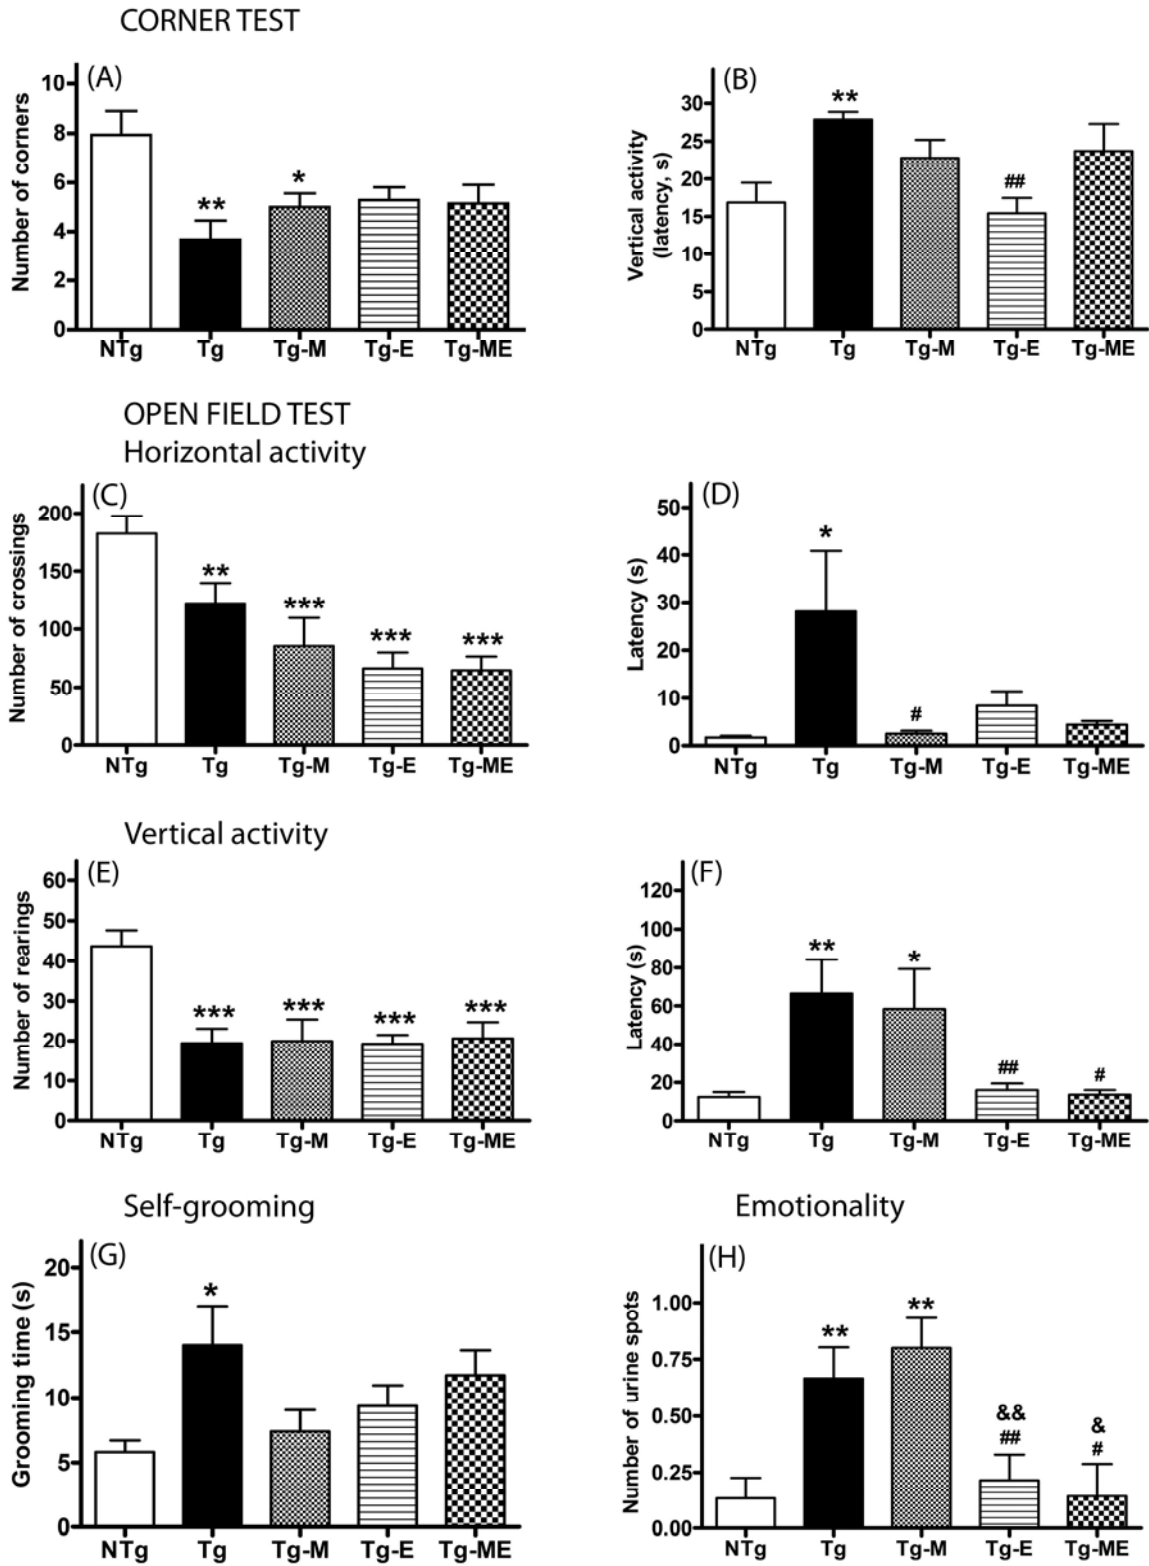 CORNER TEST
(A)
Number of corners
10
8
6
4
2
0
**
*
NTg Tg Tg-M Tg-E Tg-ME
(B)
Vertical activity
(latency, s)
30
25
20
15
10
5
0
**
##
NTg Tg Tg-M Tg-E Tg-ME
OPEN FIELD TEST
Horizontal activity
(C)
Number of crossings
200
150
100
50
0
**
***
***
***
NTg Tg Tg-M Tg-E Tg-ME
(D)
Latency (s)
50
40
30
20
10
0
*
#
NTg Tg Tg-M Tg-E Tg-ME
Vertical activity
(E)
Number of rearings
60
50
40
30
20
10
0
***
***
***
***
NTg Tg Tg-M Tg-E Tg-ME
(F)
Latency (s)
120
100
80
60
40
20
0
**
*
##
#
NTg Tg Tg-M Tg-E Tg-ME
Self-grooming
(G)
Grooming time (s)
20
15
10
5
0
*
NTg Tg Tg-M Tg-E Tg-ME
Emotionality
(H)
Number of urine spots
1.00
0.75
0.50
0.25
0.00
**
**
&&
##
&
#
NTg Tg Tg-M Tg-E Tg-ME